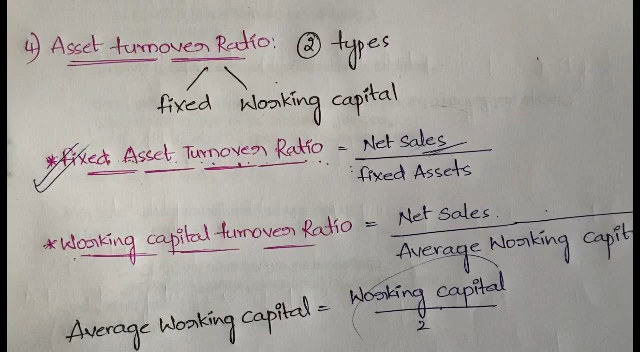 4) Asset turnover Ratio: ② types
fixed Working capital
*fixed Asset Turnover Ratio = Net Sales / fixed Assets
*Working capital turnover Ratio = Net Sales. / Average Working Capit
Average Working Capital = Working capital / 2